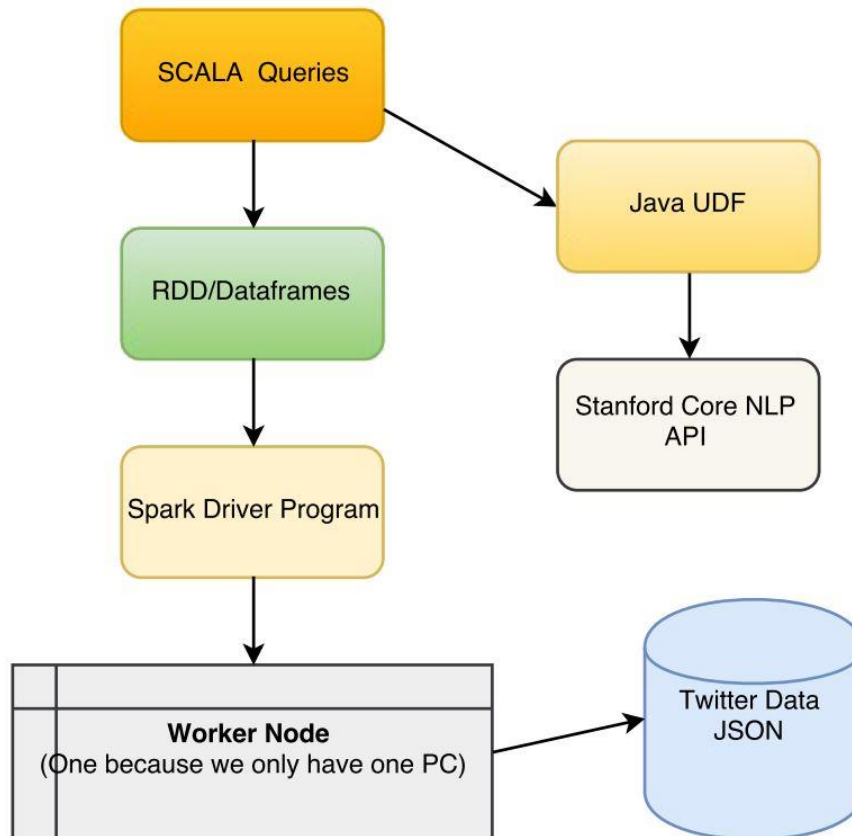 SCALA  Queries
Java UDF
RDD/Dataframes
Stanford Core NLP
API
Spark Driver Program
Worker Node
(One because we only have one PC)
Twitter Data
JSON